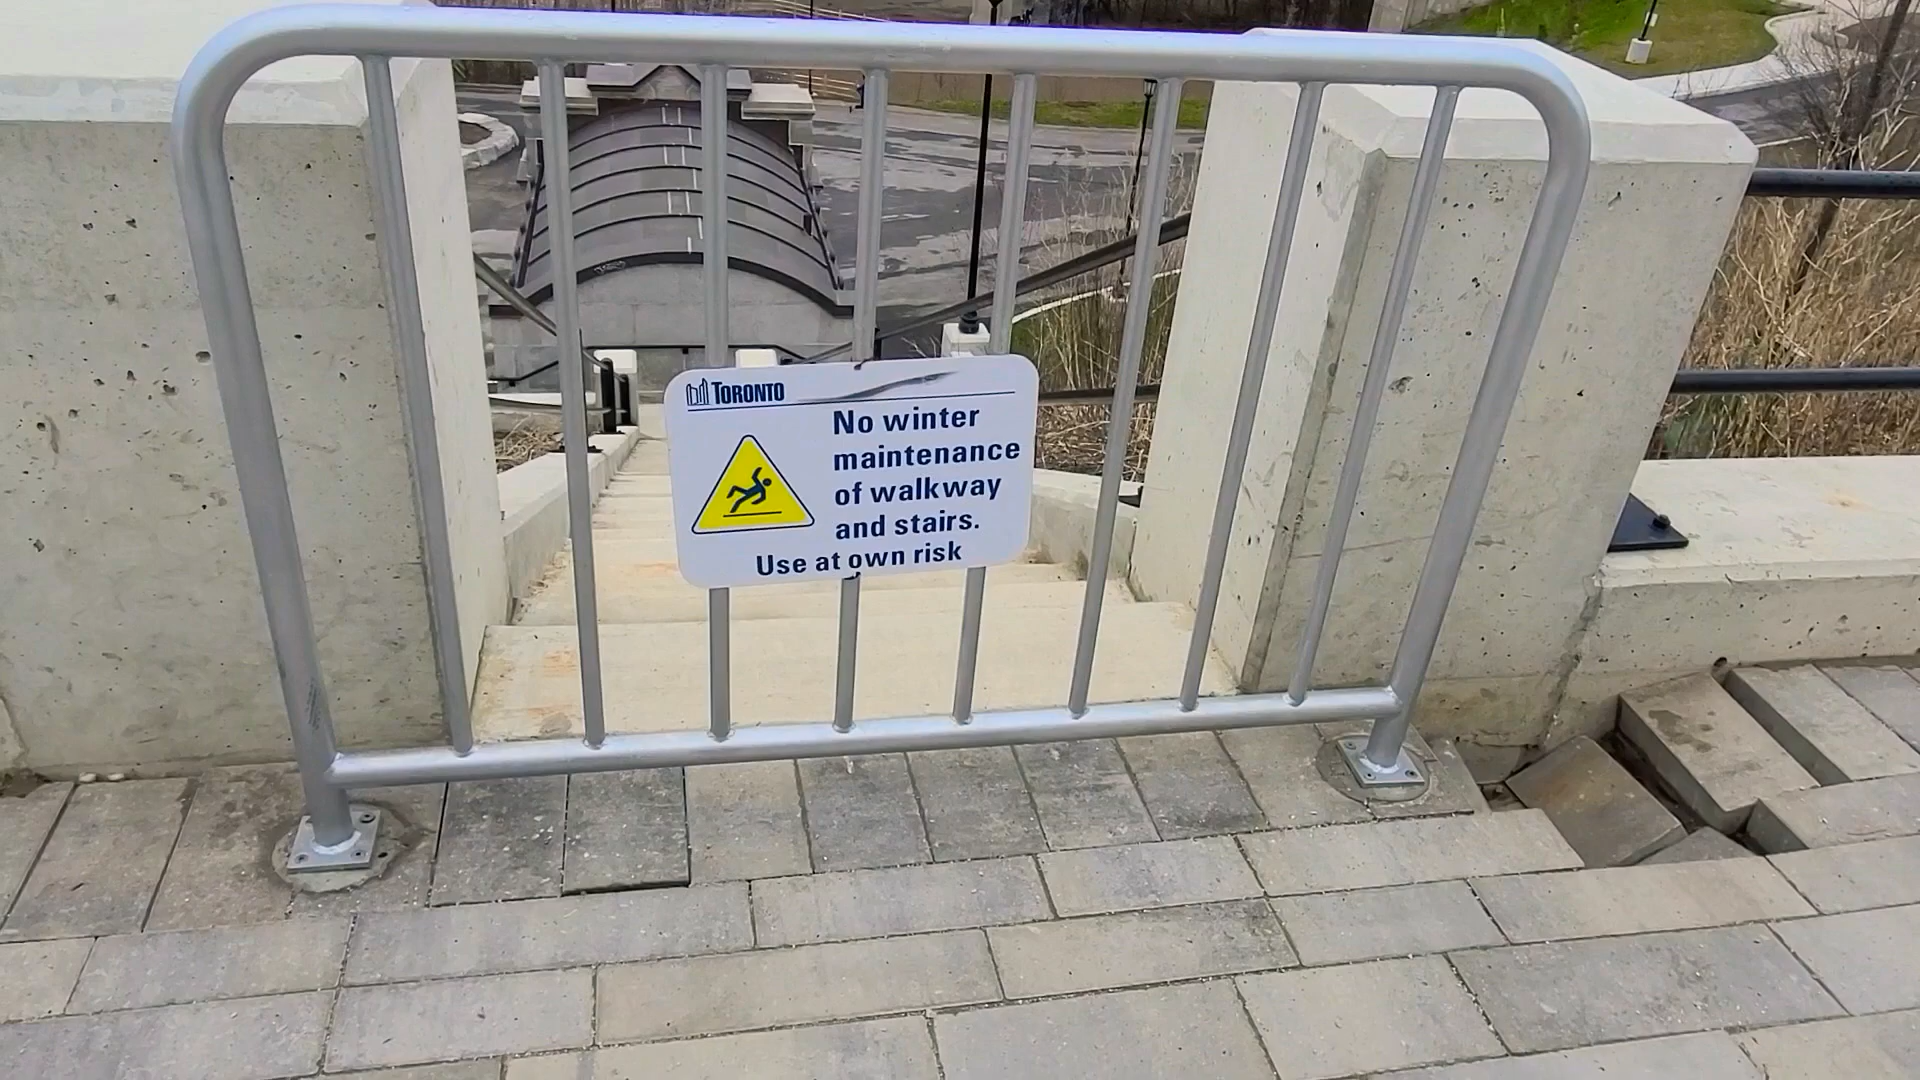 TORONTO
No winter
maintenance
of walkway
and stairs.
Use at own risk